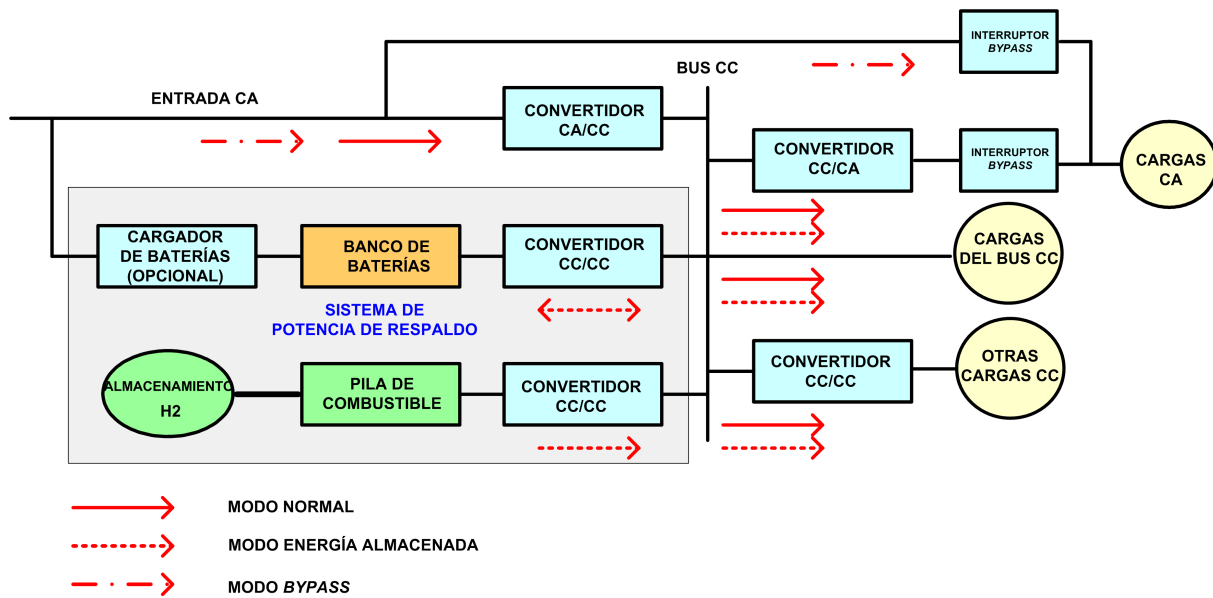 INTERRUPTOR
BYPASS
BUS CC
ENTRADA CA
CONVERTIDOR
CA/CC
CONVERTIDOR
CC/CA
INTERRUPTOR
BYPASS
CARGAS
CA
CARGADOR
DE BATERÍAS
(OPCIONAL)
BANCO DE
BATERÍAS
CONVERTIDOR
CC/CC
CARGAS
DEL BUS CC
SISTEMA DE
POTENCIA DE RESPALDO
ALMACENAMIENTO
H2
PILA DE
COMBUSTIBLE
CONVERTIDOR
CC/CC
CONVERTIDOR
CC/CC
OTRAS
CARGAS CC
MODO NORMAL
MODO ENERGÍA ALMACENADA
MODO BYPASS